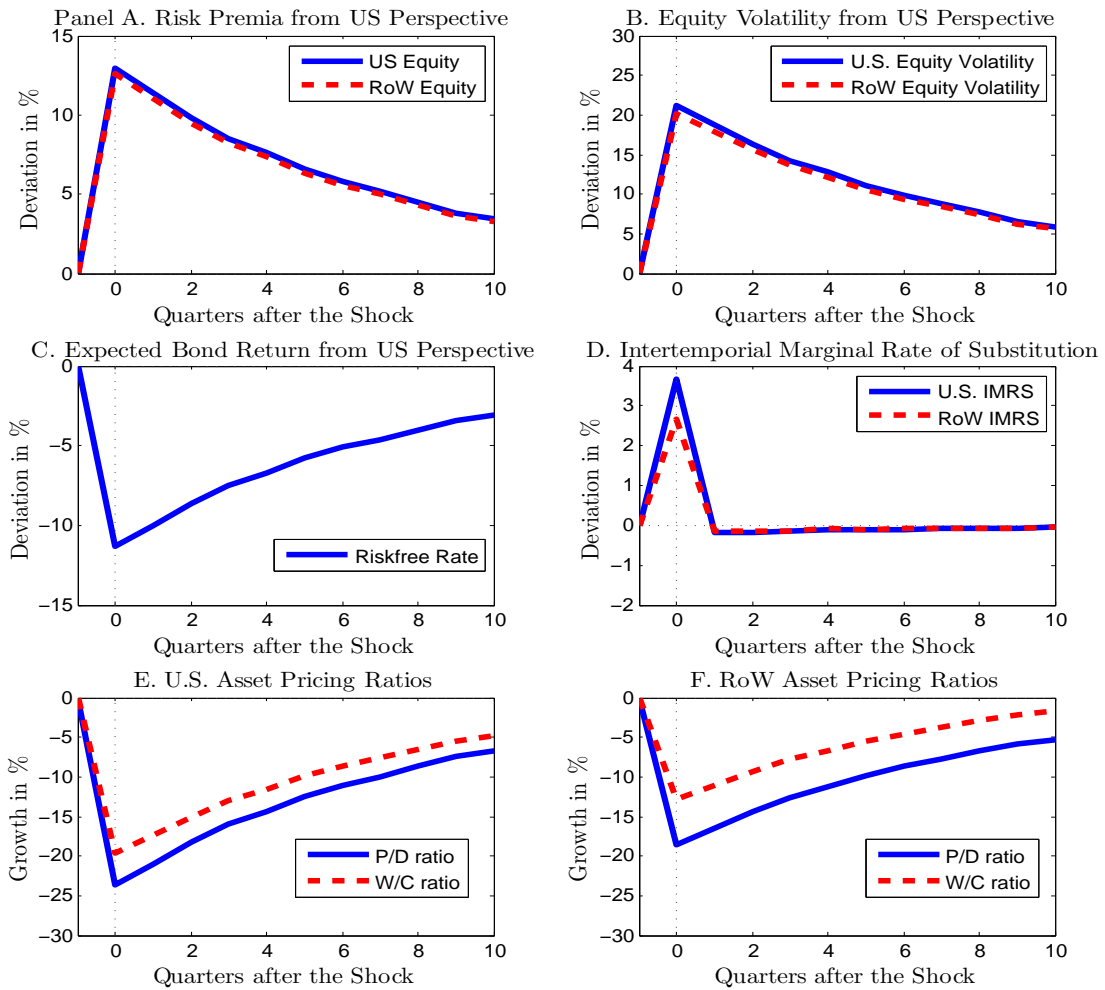 Panel A. Risk Premia from US Perspective
15
10
5
0
Deviation in %
US Equity
RoW Equity
0 2 4 6 8 10
Quarters after the Shock
B. Equity Volatility from US Perspective
30
25
20
15
10
5
0
Deviation in %
U.S. Equity Volatility
RoW Equity Volatility
0 2 4 6 8 10
Quarters after the Shock
C. Expected Bond Return from US Perspective
0
−5
−10
−15
Deviation in %
Riskfree Rate
0 2 4 6 8 10
Quarters after the Shock
D. Intertemporial Marginal Rate of Substitution
4
3
2
1
0
−1
−2
Deviation in %
U.S. IMRS
RoW IMRS
0 2 4 6 8 10
Quarters after the Shock
E. U.S. Asset Pricing Ratios
0
−5
−10
−15
−20
−25
−30
Growth in %
P/D ratio
W/C ratio
0 2 4 6 8 10
Quarters after the Shock
F. RoW Asset Pricing Ratios
0
−5
−10
−15
−20
−25
−30
Growth in %
P/D ratio
W/C ratio
0 2 4 6 8 10
Quarters after the Shock